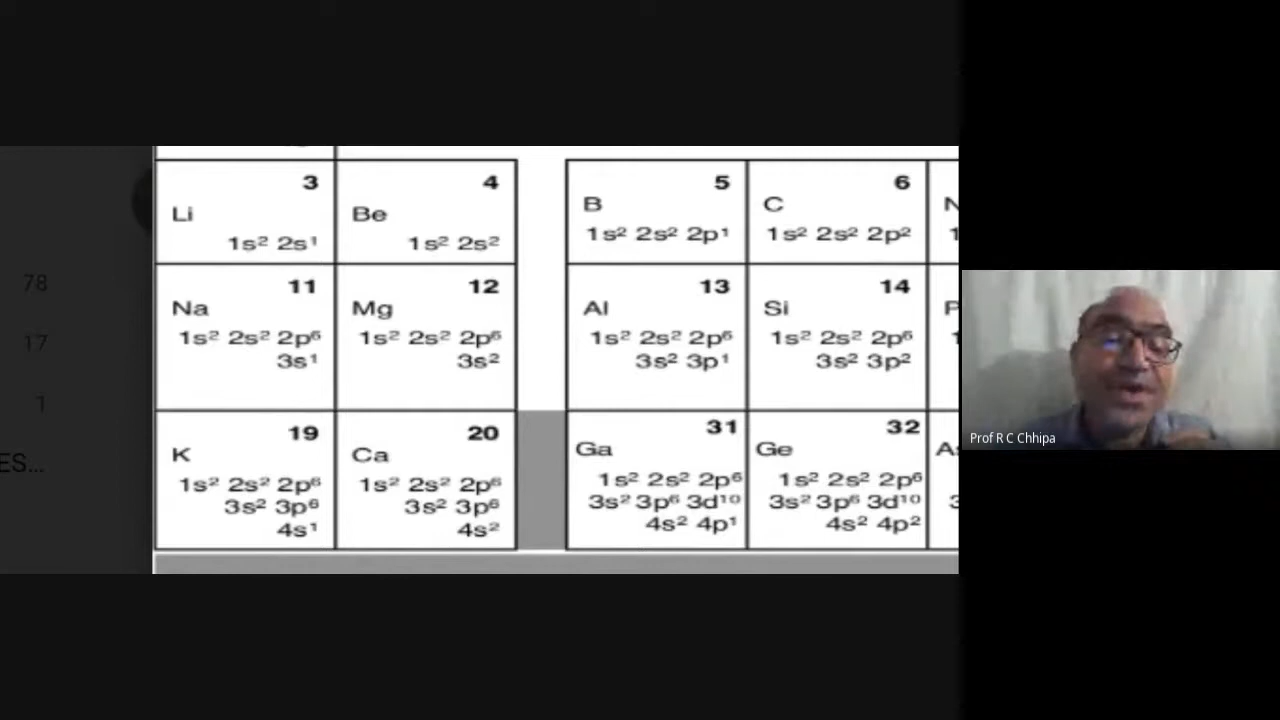 3
Li
1s² 2s¹
4
Be
1s² 2s²
5
B
1s² 2s² 2p¹
6
C
1s² 2s² 2p²
N
11
Na
1s² 2s² 2p⁶
3s¹
12
Mg
1s² 2s² 2p⁶
3s²
13
Al
1s² 2s² 2p⁶
3s² 3p¹
14
Si
1s² 2s² 2p⁶
3s² 3p²
P
19
K
1s² 2s² 2p⁶
3s² 3p⁶
4s¹
20
Ca
1s² 2s² 2p⁶
3s² 3p⁶
4s²
31
Ga
1s² 2s² 2p⁶
3s² 3p⁶ 3d¹⁰
4s² 4p¹
32
Ge
1s² 2s² 2p⁶
3s² 3p⁶ 3d¹⁰
4s² 4p²
As
78
17
1
ES...
Prof R C Chhipa